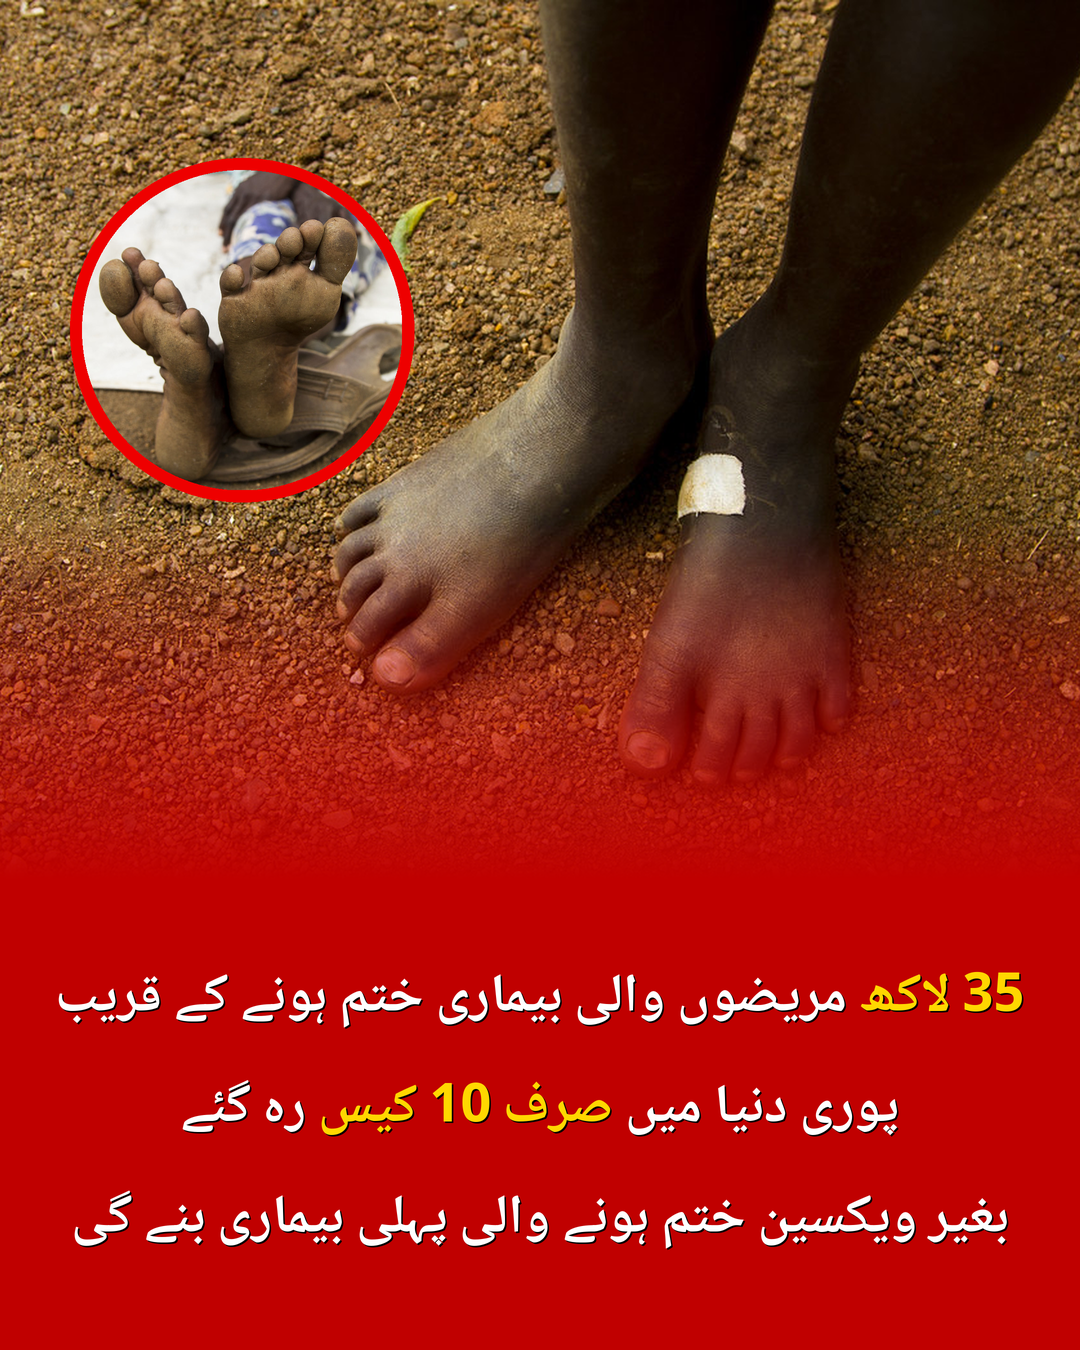 35 لاکھ مریضوں والی بیماری ختم ہونے کے قریب
پوری دنیا میں صرف 10 کیس رہ گئے
بغیر ویکسین ختم ہونے والی پہلی بیماری بنے گی